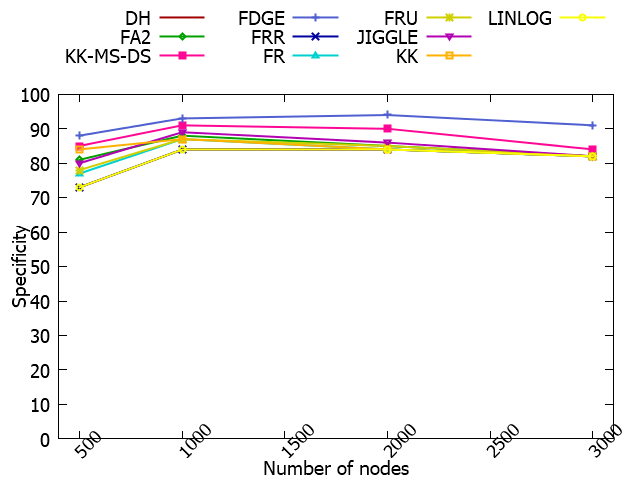 DH FDGE FRU LINLOG
FA2 FRR JIGGLE
KK-MS-DS FR KK
100
90
80
70
60
50
40
30
20
10
0
Specificity
500 1000 1500 2000 2500 3000
Number of nodes